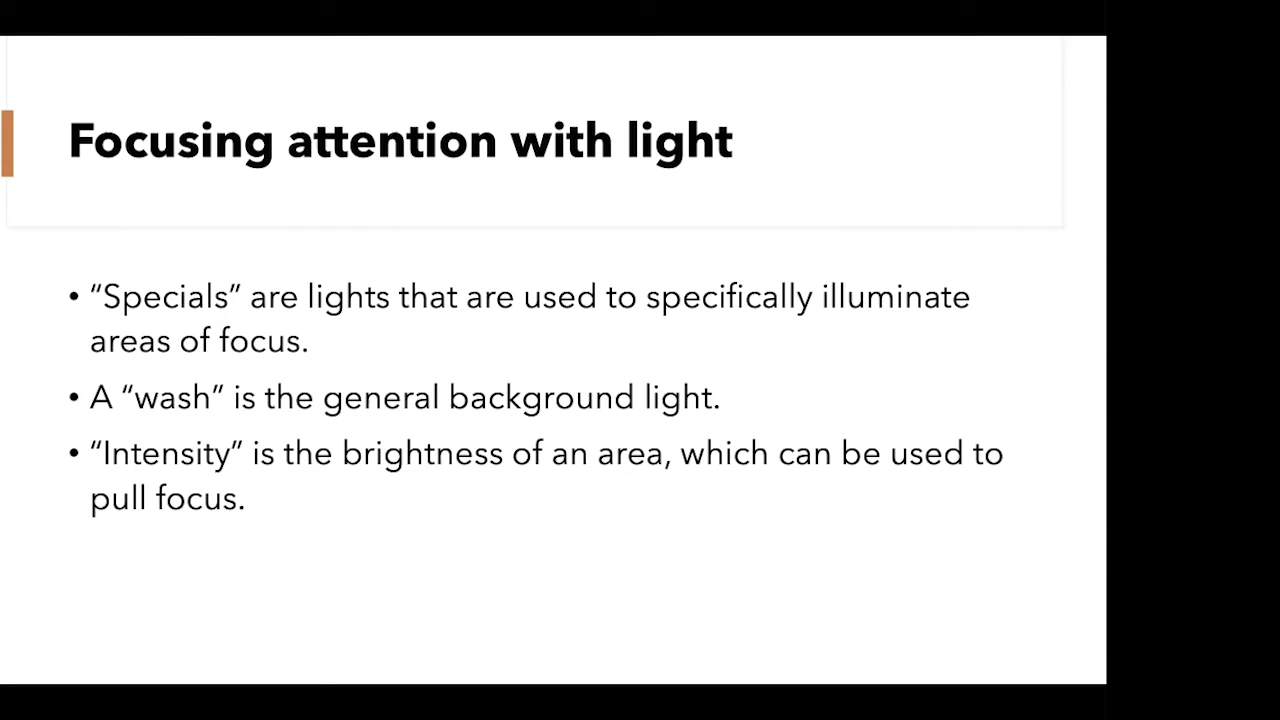 Focusing attention with light
• “Specials” are lights that are used to specifically illuminate
areas of focus.
• A “wash” is the general background light.
• “Intensity” is the brightness of an area, which can be used to
pull focus.